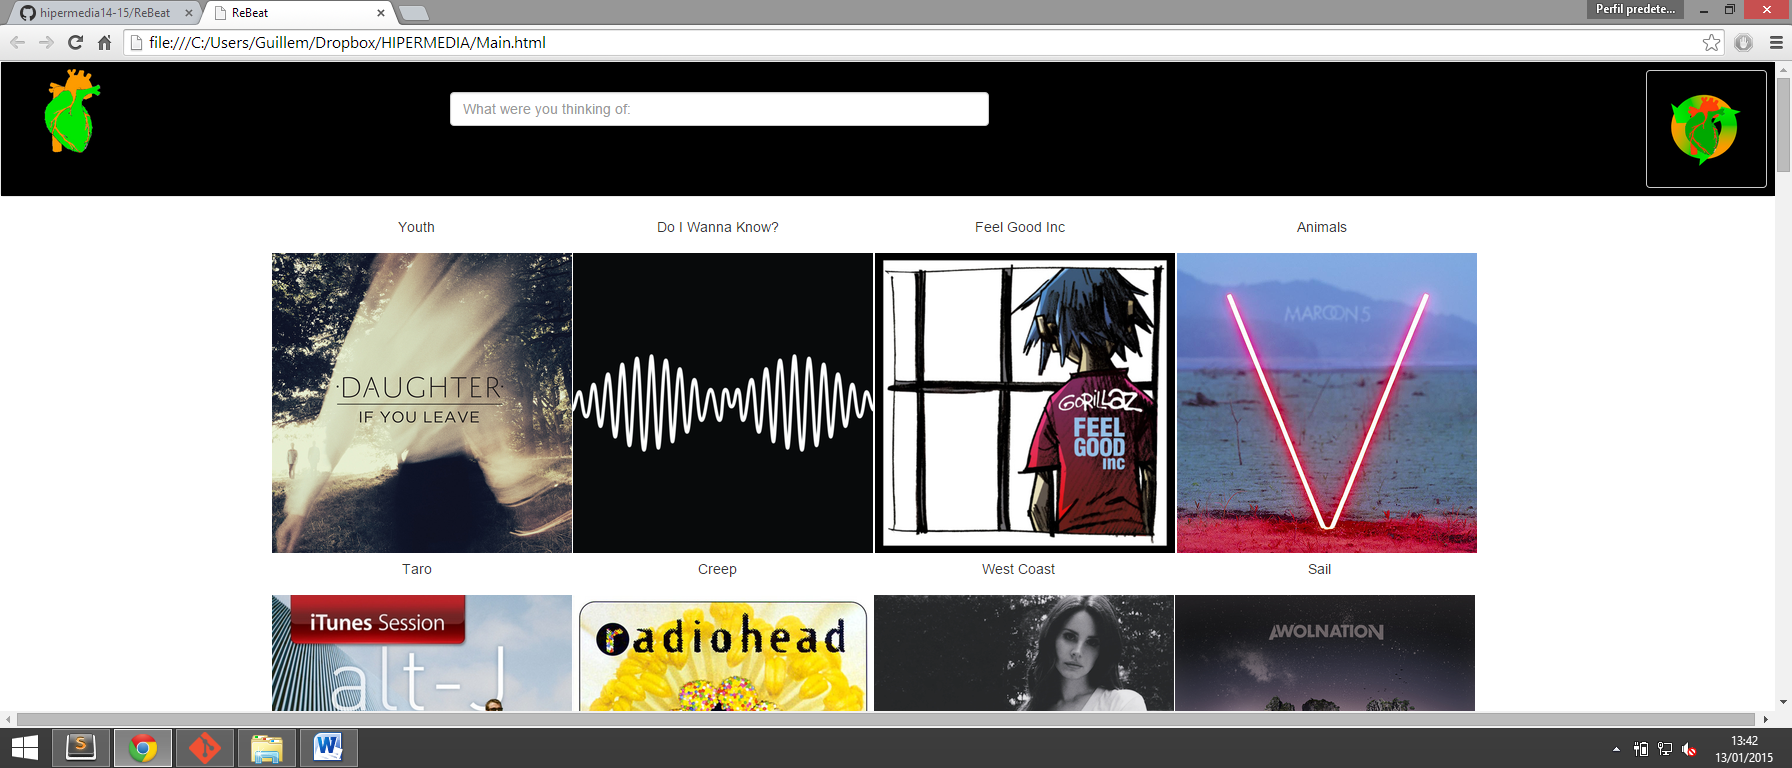 hipermedia14-15/ReBeat
ReBeat
Perfil predete...
file:///C:/Users/Guillem/Dropbox/HIPERMEDIA/Main.html
What were you thinking of:
Youth
Do I Wanna Know?
Feel Good Inc
Animals
·DAUGHTER·
IF YOU LEAVE
GORILLAZ
FEEL
GOOD
inc
MAROON 5
Taro
Creep
West Coast
Sail
iTunes Session
alt-J
radiohead
AWOLNATION
S
W
13:42
13/01/2015